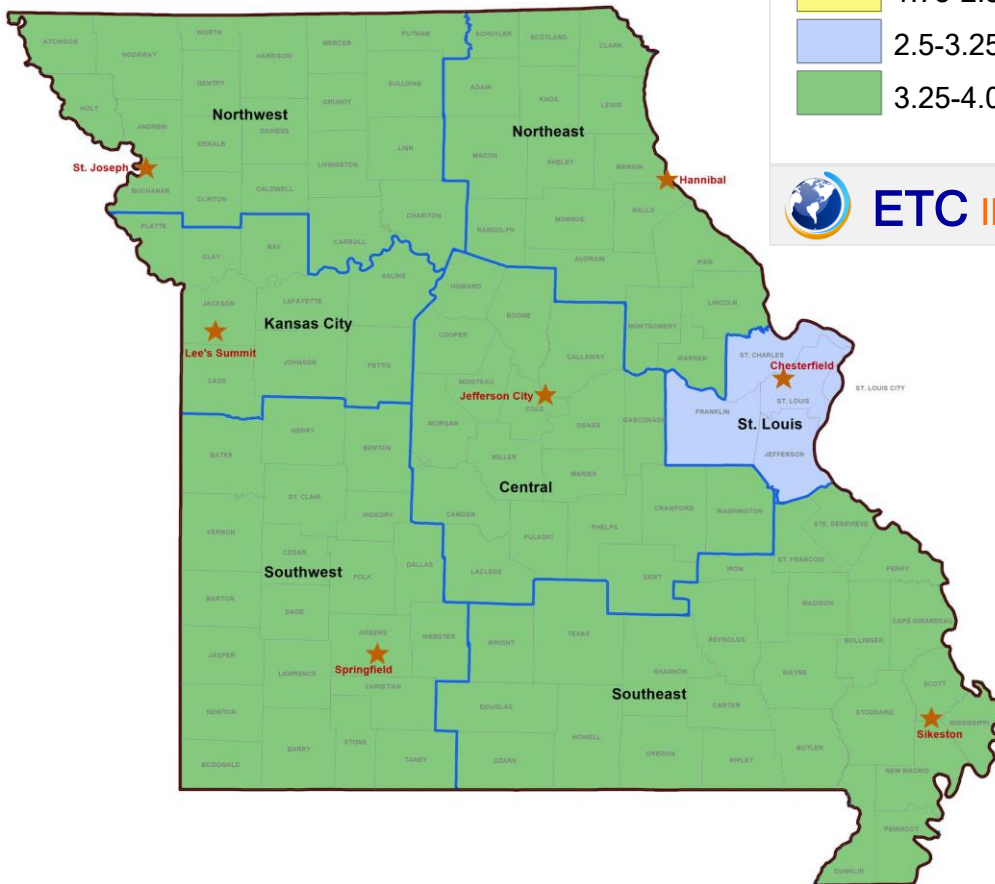 2.5-3.25
3.25-4.0
ETC
WORTH
PUTNAM
SCHUYLER
SCOTLAND
ATCHISON
NODAWAY
HARRISON
MERCER
CLARK
GENTRY
SULLIVAN
ADAIR
HOLT
GRUNDY
KNOX
LEWIS
Northwest
ANDREW
DEKALB
DAVIESS
Northeast
LINN
MACON
SHELBY
MARION
St. Joseph
LIVINGSTON
Hannibal
BUCHANAN
CLINTON
CALDWELL
CHARITON
RALLS
PLATTE
MONROE
RANDOLPH
CLAY
RAY
CARROLL
AUDRAIN
PIKE
SALINE
HOWARD
JACKSON
LAFAYETTE
LINCOLN
BOONE
Kansas City
MONTGOMERY
COOPER
Lee's Summit
ST. CHARLES
CALLAWAY
WARREN
JOHNSON
PETTIS
Chesterfield
CASS
MONITEAU
ST. LOUIS CITY
Jefferson City
COLE
ST. LOUIS
FRANKLIN
MORGAN
OSAGE
GASCONADE
St. Louis
HENRY
BENTON
BATES
MILLER
JEFFERSON
MARIES
Central
ST. CLAIR
CAMDEN
CRAWFORD
WASHINGTON
HICKORY
PHELPS
STE. GENEVIEVE
VERNON
PULASKI
CEDAR
ST. FRANCOIS
Southwest
POLK
DALLAS
LACLEDE
DENT
IRON
PERRY
BARTON
DADE
MADISON
CAPE GIRARDEAU
GREENE
WEBSTER
WRIGHT
TEXAS
REYNOLDS
BOLLINGER
JASPER
Springfield
LAWRENCE
SHANNON
WAYNE
CHRISTIAN
SCOTT
Southeast
NEWTON
DOUGLAS
CARTER
STODDARD
MISSISSIPPI
Sikeston
STONE
HOWELL
BARRY
BUTLER
MCDONALD
TANEY
OZARK
OREGON
RIPLEY
NEW MADRID
PEMISCOT
DUNKLIN